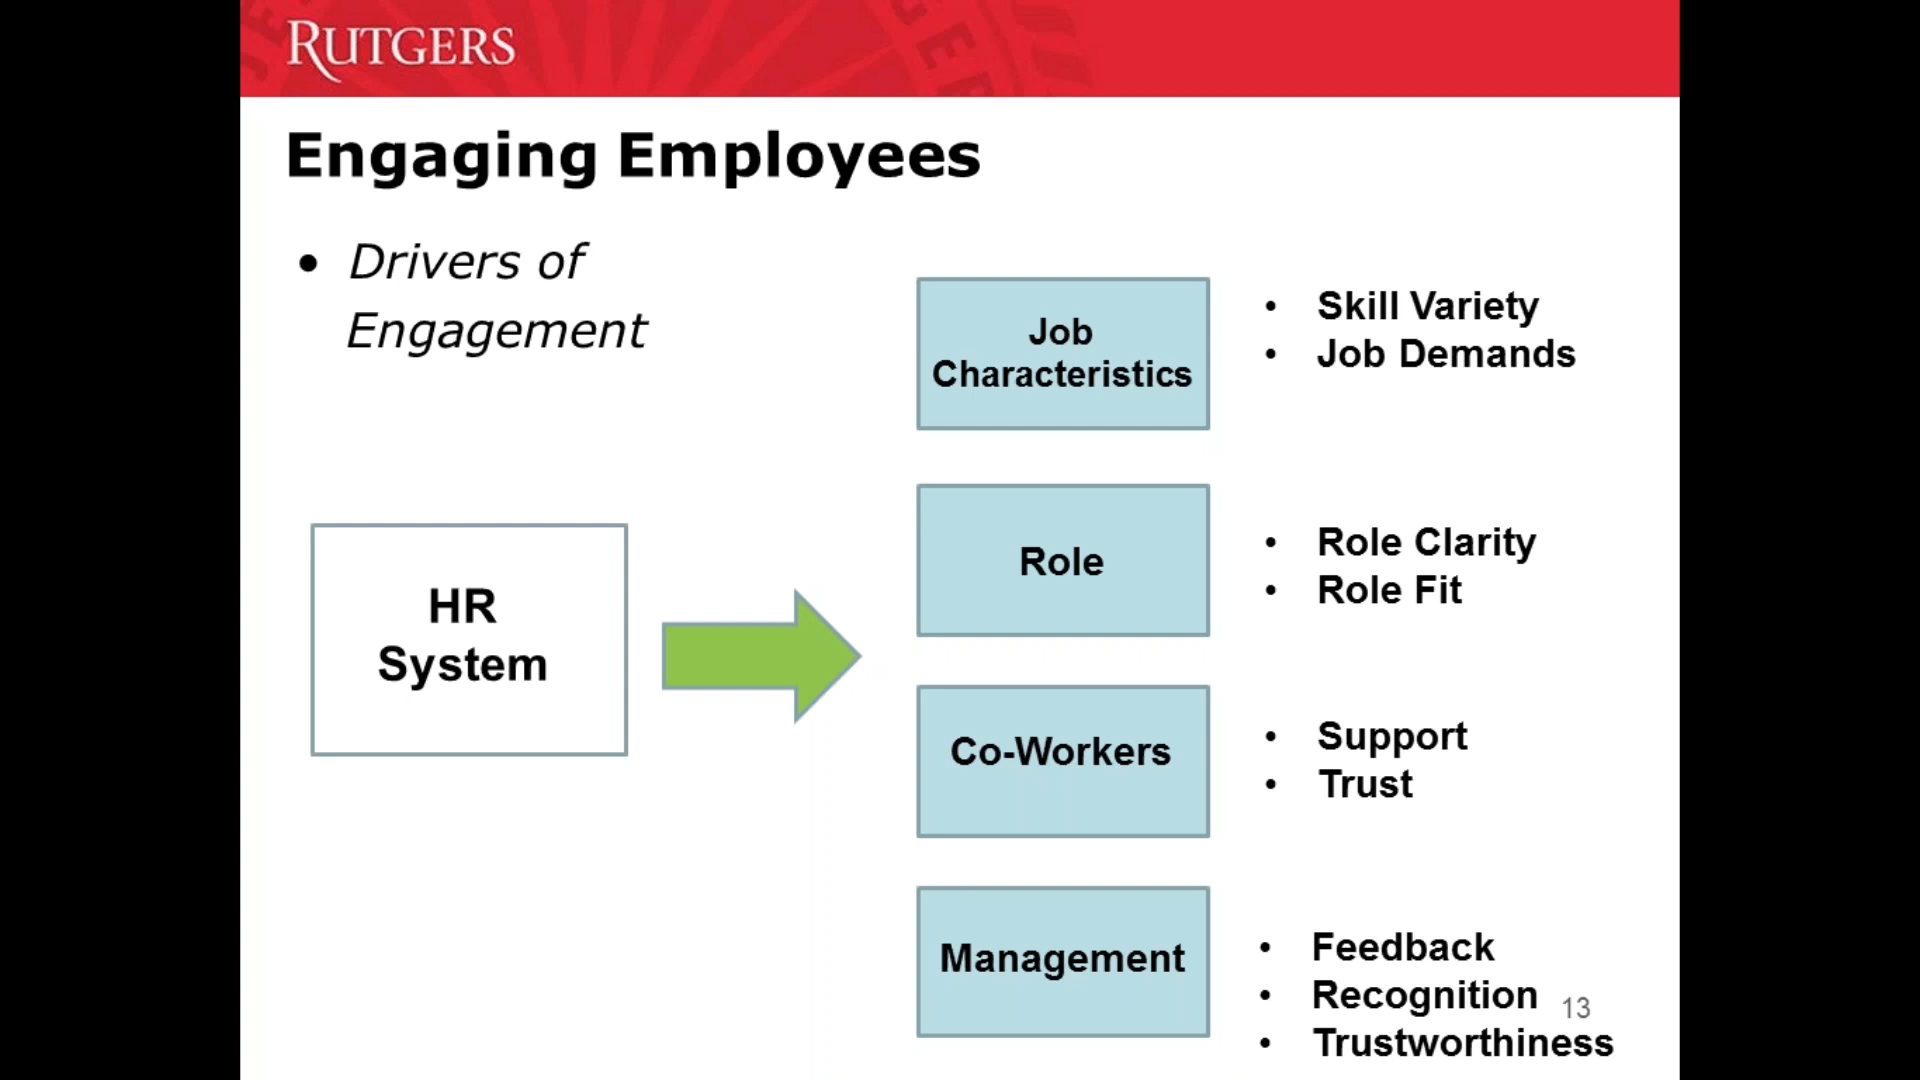 RUTGERS
Engaging Employees
• Drivers of
Engagement
HR
System
Job
Characteristics
• Skill Variety
• Job Demands
Role
• Role Clarity
• Role Fit
Co-Workers
• Support
• Trust
Management
• Feedback
• Recognition
• Trustworthiness
13